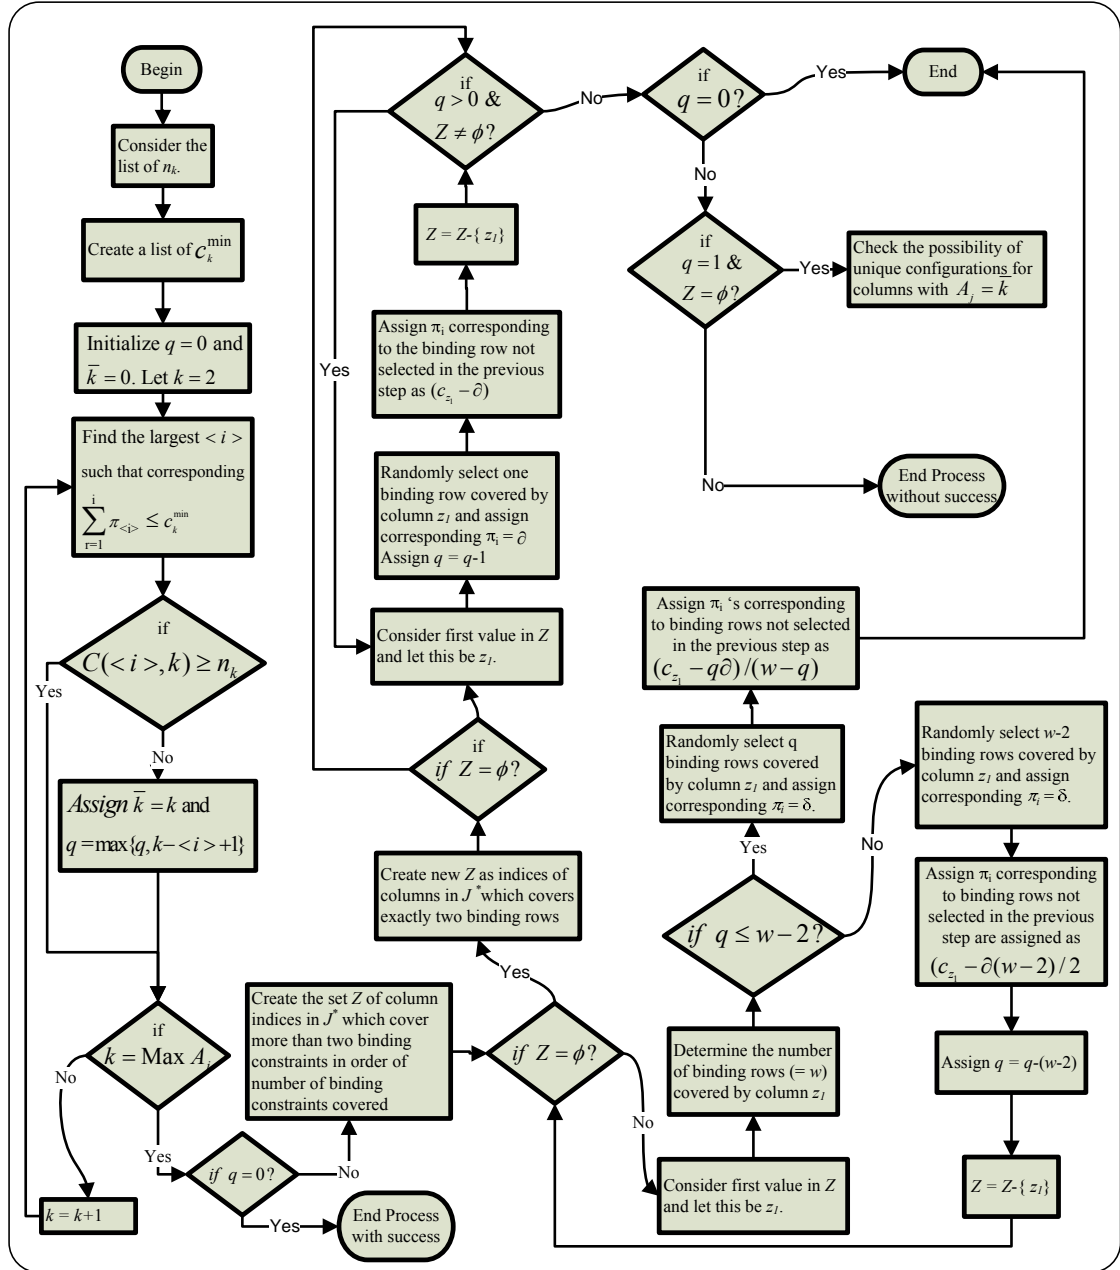 Begin
Consider the
list of nₖ.
Create a list of cₖᵐⁱⁿ
Initialize q = 0 and
k̄ = 0. Let k = 2
Find the largest < i >
such that corresponding
∑ᵢᵣ₌₁ π<i> ≤ cₖᵐⁱⁿ
if
C(< i >, k) ≥ nₖ
Yes
No
Assign k̄ = k and
q = max{q, k − < i > +1}
if
k = Max Aⱼ
No
Yes
k = k+1
if q = 0?
No
Yes
End Process
with success
Create the set Z of column
indices in J* which cover
more than two binding
constraints in order of
number of binding
constraints covered
if Z = ϕ?
Yes
No
Create new Z as indices of
columns in J* which covers
exactly two binding rows
if
if Z = ϕ?
Consider first value in Z
and let this be z₁.
Randomly select one
binding row covered by
column z₁ and assign
corresponding πᵢ = ∂
Assign q = q-1
Assign πᵢ corresponding
to the binding row not
selected in the previous
step as (c_z₁ − ∂)
Z = Z-{ z₁}
if
q > 0 &
Z ≠ ϕ?
Yes
No
if
q = 0?
Yes
End
No
if
q = 1 &
Z = ϕ?
Yes
Check the possibility of
unique configurations for
columns with Aⱼ = k̄
No
End Process
without success
Consider first value in Z
and let this be z₁.
Determine the number
of binding rows (= w)
covered by column z₁
if q ≤ w − 2?
Yes
No
Randomly select q
binding rows covered
by column z₁ and assign
corresponding πᵢ = δ.
Assign πᵢ 's corresponding
to binding rows not selected
in the previous step as
(c_z₁ − q∂) / (w − q)
Randomly select w-2
binding rows covered by
column z₁ and assign
corresponding πᵢ = δ.
Assign πᵢ corresponding
to binding rows not
selected in the previous
step are assigned as
(c_z₁ − ∂(w − 2) / 2
Assign q = q-(w-2)
Z = Z-{ z₁}